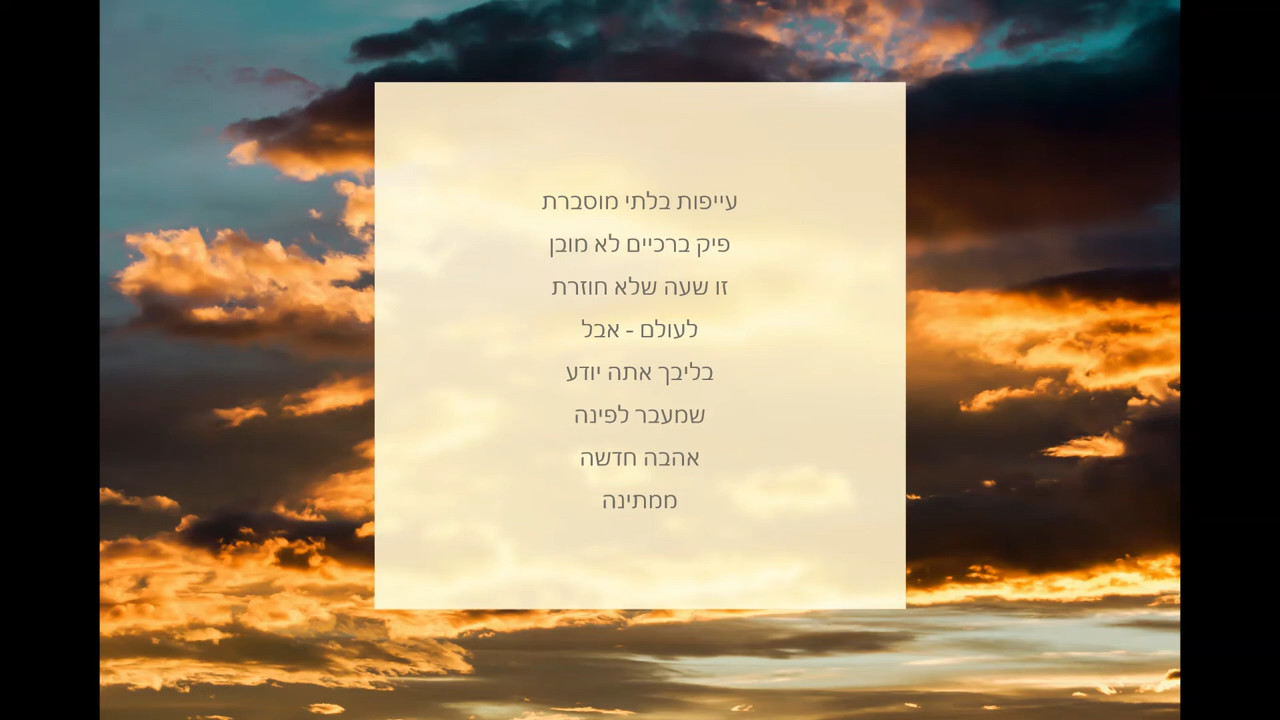 עייפות בלתי מוסברת
פיק ברכיים לא מובן
זו שעה שלא חוזרת
לעולם - אבל
בליבך אתה יודע
שמעבר לפינה
אהבה חדשה
ממתינה